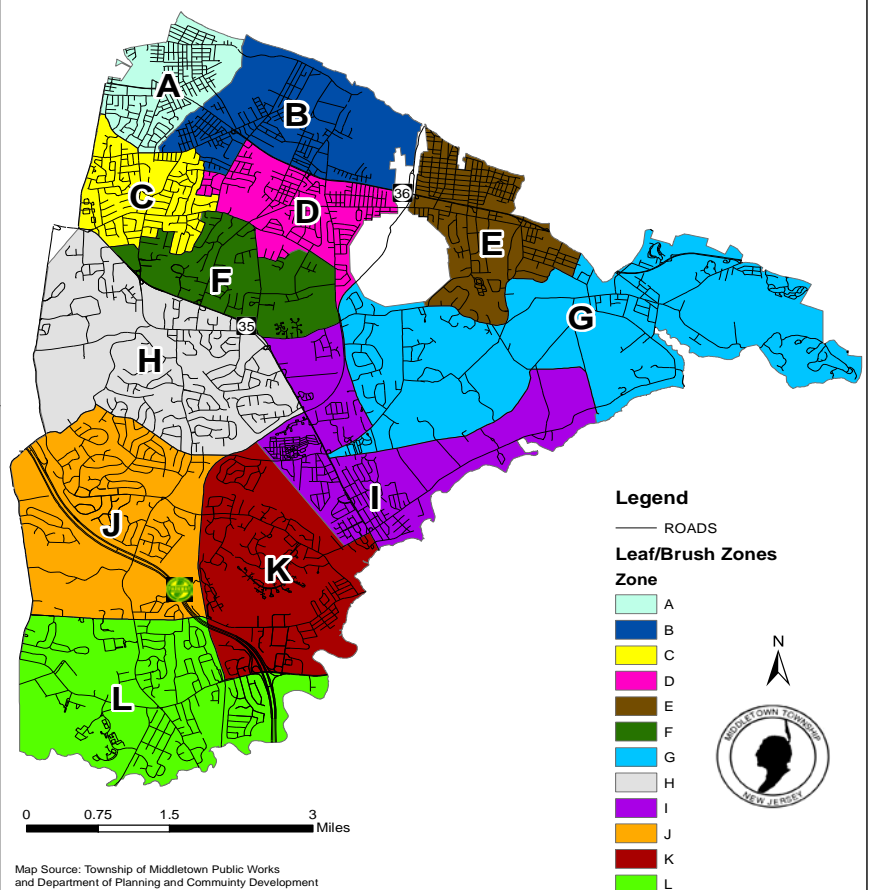 A
B
C
36
D
E
F
G
35
H
I
J
K
L
Legend
ROADS
Leaf/Brush Zones
Zone
A
B
C
D
E
F
G
H
I
J
K
L
N
MIDDLETOWN TOWNSHIP
NEW JERSEY
0 0.75 1.5 3
Miles
Map Source: Township of Middletown Public Works
and Department of Planning and Commuinty Development